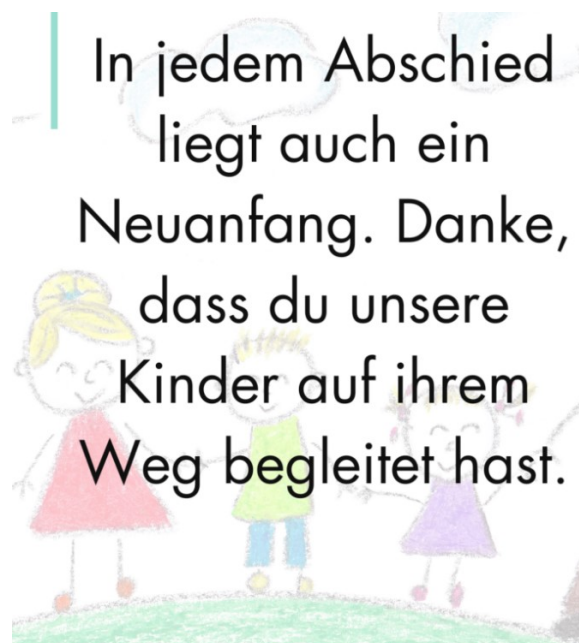 In jedem Abschied
liegt auch ein
Neuanfang. Danke,
dass du unsere
Kinder auf ihrem
Weg begleitet hast.